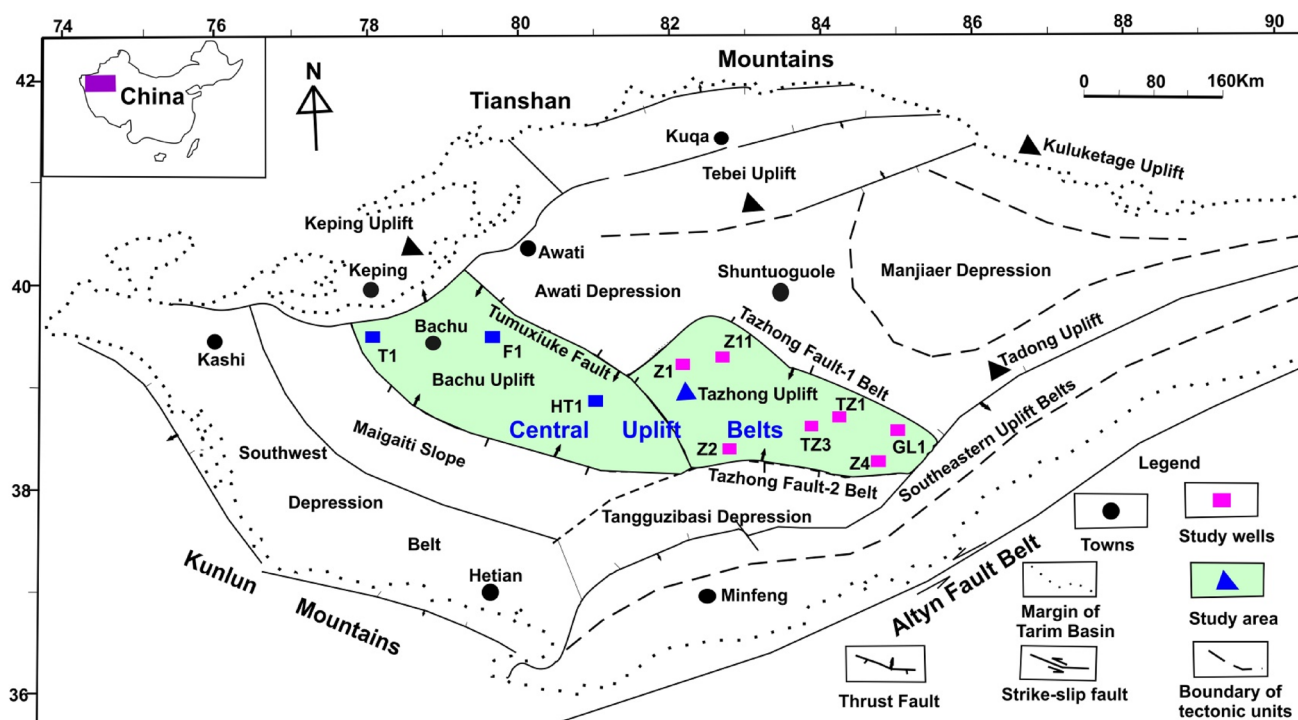 74 76 78 80 82 84 86 88 90
42
40
38
36
China
N
Mountains
Tianshan
0 80 160Km
Kuqa
Tebei Uplift
Kuluketage Uplift
Keping Uplift
Keping
Awati
Shuntuoguole
Manjiaer Depression
Awati Depression
Kashi
Bachu
T1
F1
Tumuxiuke Fault
Bachu Uplift
HT1
Z11
Z1
Tazhong Fault-1 Belt
Tadong Uplift
Tazhong Uplift
TZ1
TZ3
GL1
Z2
Z4
Central Uplift Belts
Maigaiti Slope
Southwest
Depression
Belt
Tazhong Fault-2 Belt
Southeastern Uplift Belts
Tangguzibasi Depression
Hetian
Minfeng
Kunlun
Mountains
Altyn Fault Belt
Legend
Towns
Study wells
Margin of
Tarim Basin
Study area
Thrust Fault
Strike-slip fault
Boundary of
tectonic units